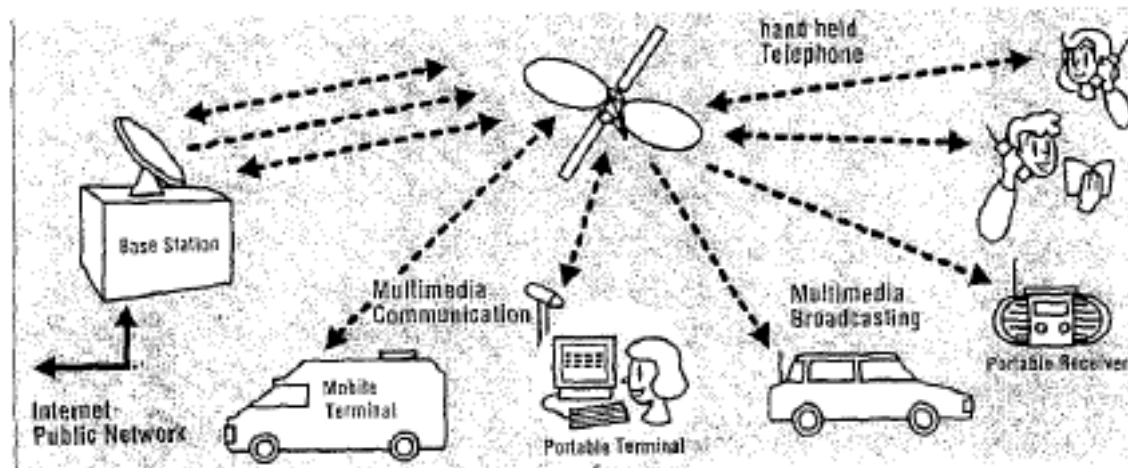 hand held
Telephone
Base Station
Multimedia
Communication
Multimedia
Broadcasting
Portable Receiver
Mobile
Terminal
Internet-
Public Network
Portable Terminal